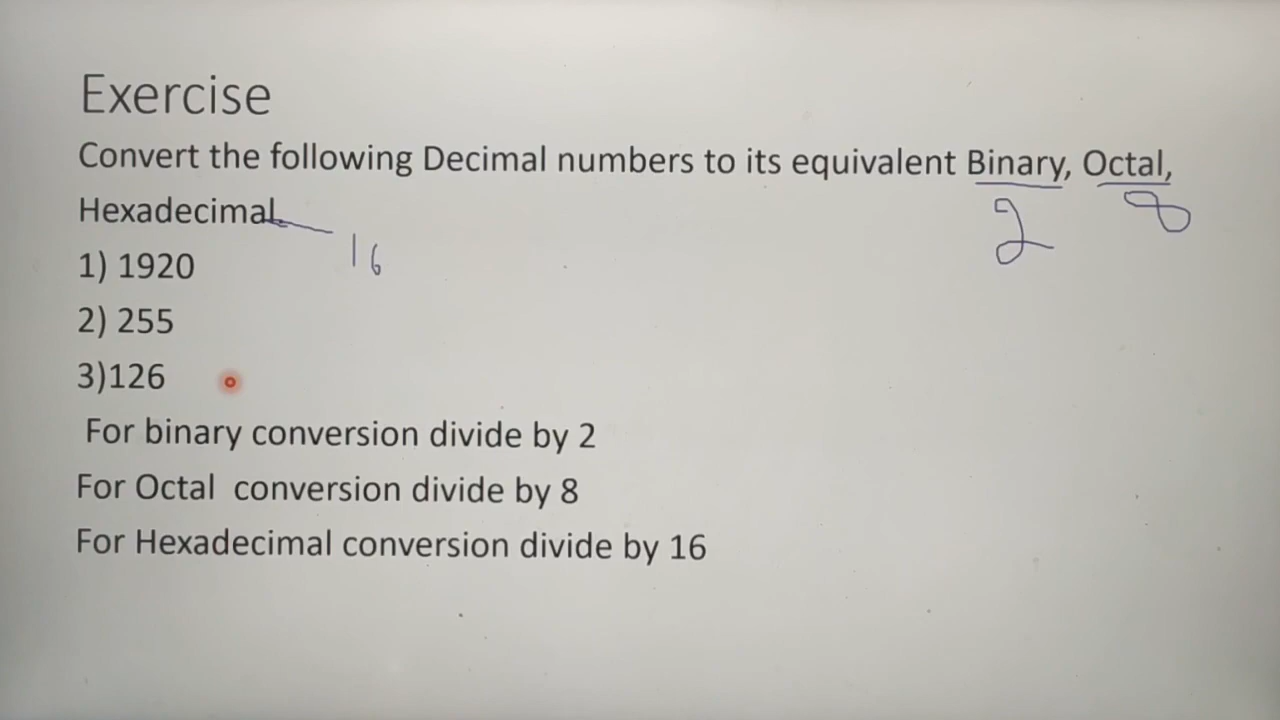 Exercise
Convert the following Decimal numbers to its equivalent Binary, Octal,
Hexadecimal
2 8
16
1) 1920
2) 255
3)126
For binary conversion divide by 2
For Octal conversion divide by 8
For Hexadecimal conversion divide by 16